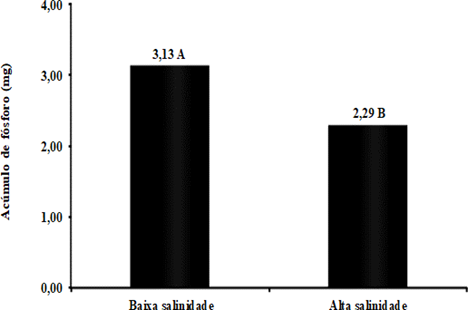 4,00
3,00
2,00
1,00
0,00
Acúmulo de fósforo (mg)
3,13 A
2,29 B
Baixa salinidade
Alta salinidade